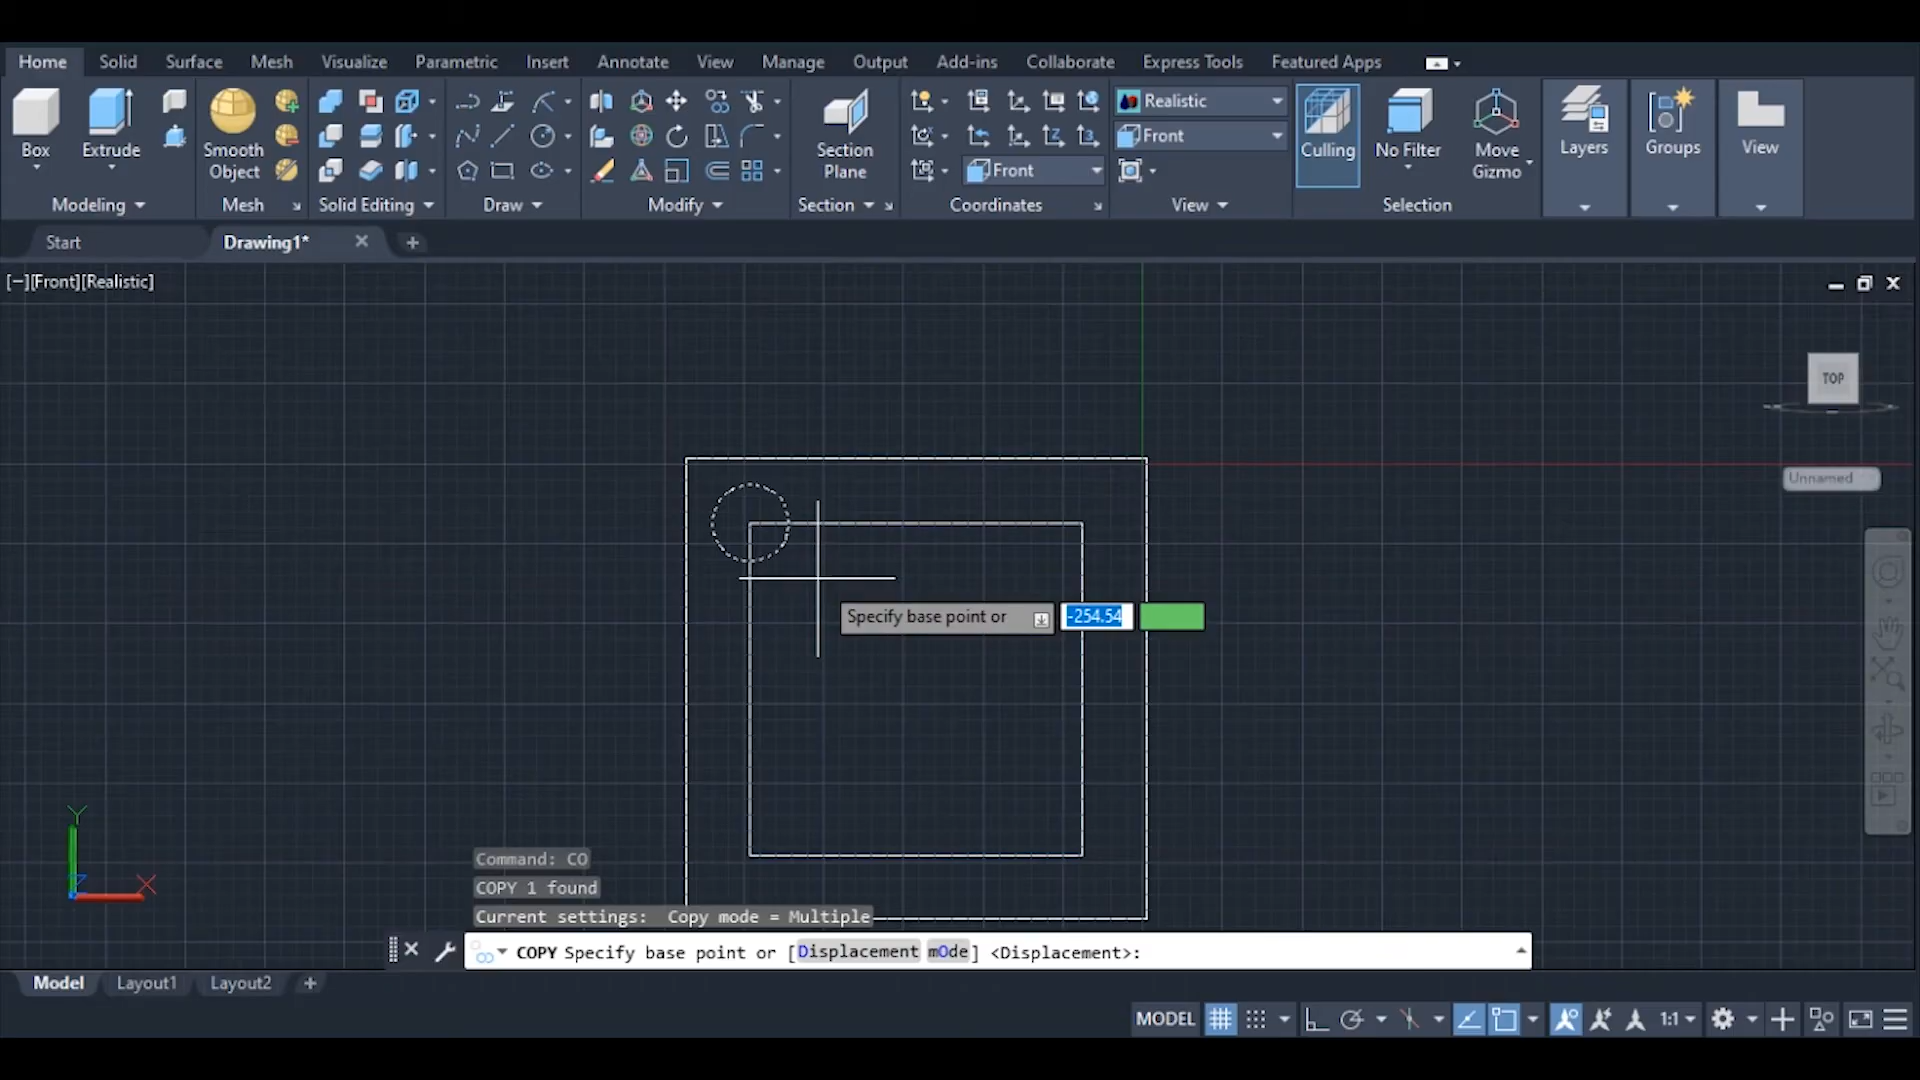 Home Solid Surface Mesh Visualize Parametric Insert Annotate View Manage Output Add-ins Collaborate Express Tools Featured Apps
Box Extrude
Modeling
Smooth Object
Mesh
Solid Editing
Draw
Modify
Section Plane
Section
Front
Coordinates
Realistic
Front
View
Culling No Filter Move Gizmo
Selection
Layers Groups View
Start Drawing1*
[−][Front][Realistic]
TOP
Unnamed
Specify base point or -254.54
Y
Z
X
Command: CO
COPY 1 found
Current settings: Copy mode = Multiple
COPY Specify base point or [Displacement mOde] <Displacement>:
Model Layout1 Layout2 +
MODEL 1:1